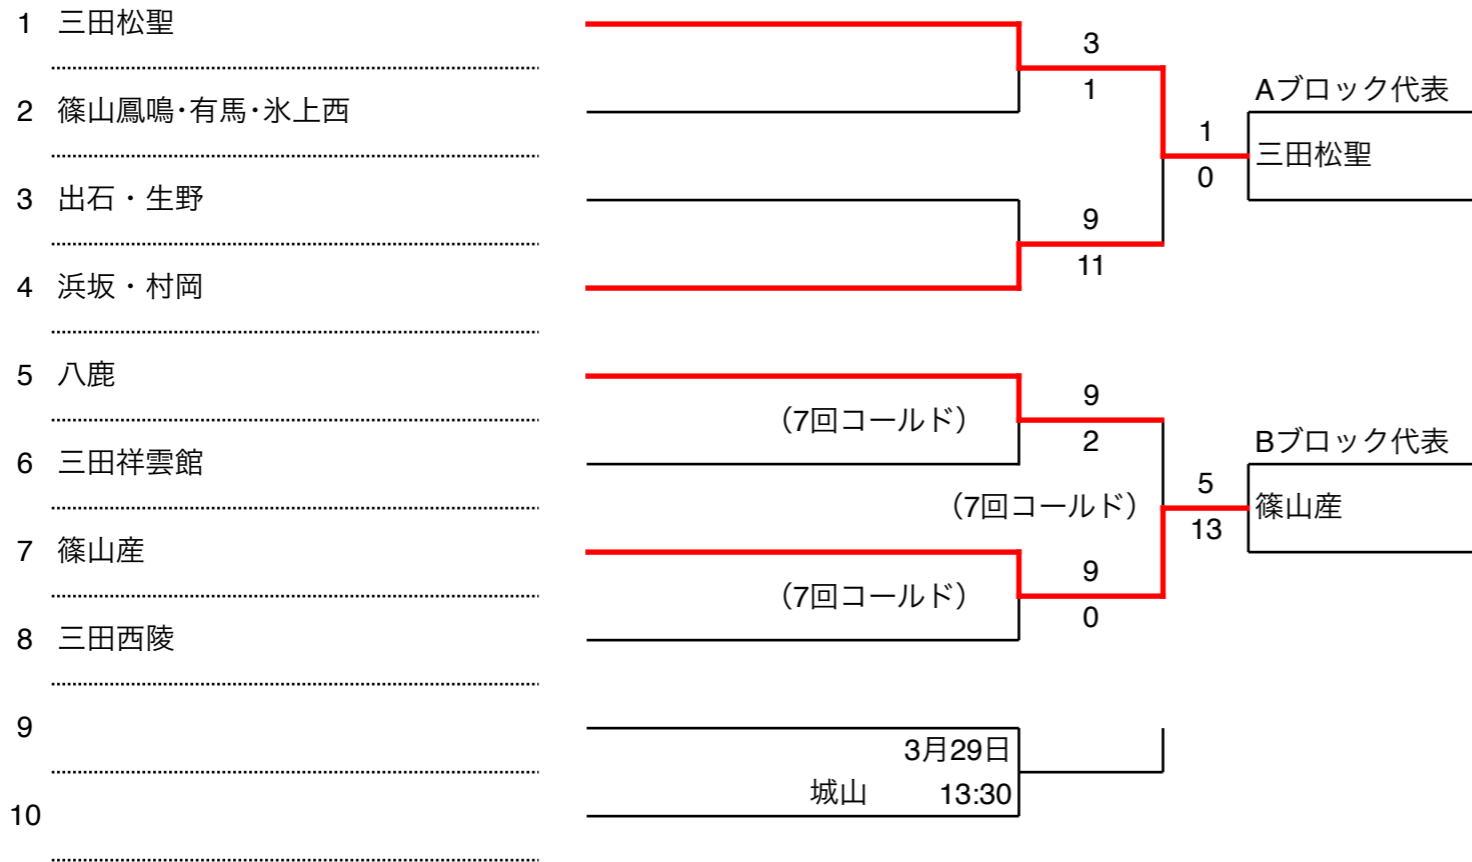 1 三田松聖
3
1
Aブロック代表
2 篠山鳳鳴･有馬･氷上西
1
三田松聖
0
3 出石・生野
9
11
4 浜坂・村岡
5 八鹿
9
（7回コールド）
2
Bブロック代表
6 三田祥雲館
5
（7回コールド）
篠山産
13
7 篠山産
9
（7回コールド）
0
8 三田西陵
9
3月29日
城山 13:30
10